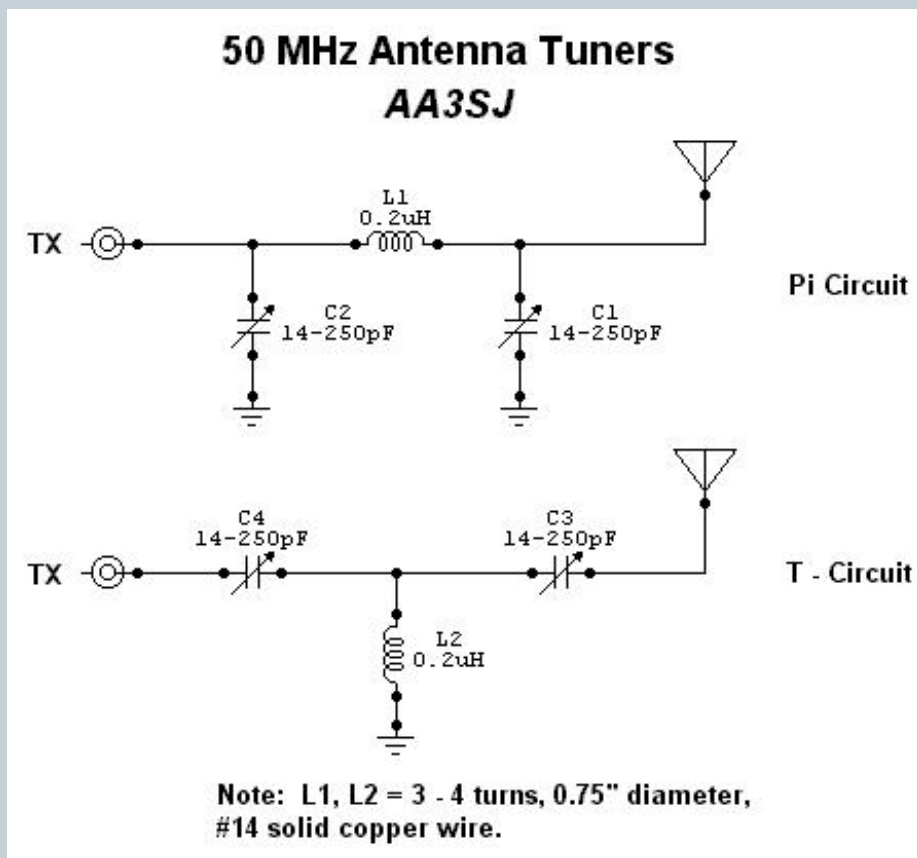 50 MHz Antenna Tuners
AA3SJ
L1
0.2uH
TX
C2
14-250pF
C1
14-250pF
Pi Circuit
C4
14-250pF
C3
14-250pF
TX
T - Circuit
L2
0.2uH
Note: L1, L2 = 3 - 4 turns, 0.75" diameter,
#14 solid copper wire.